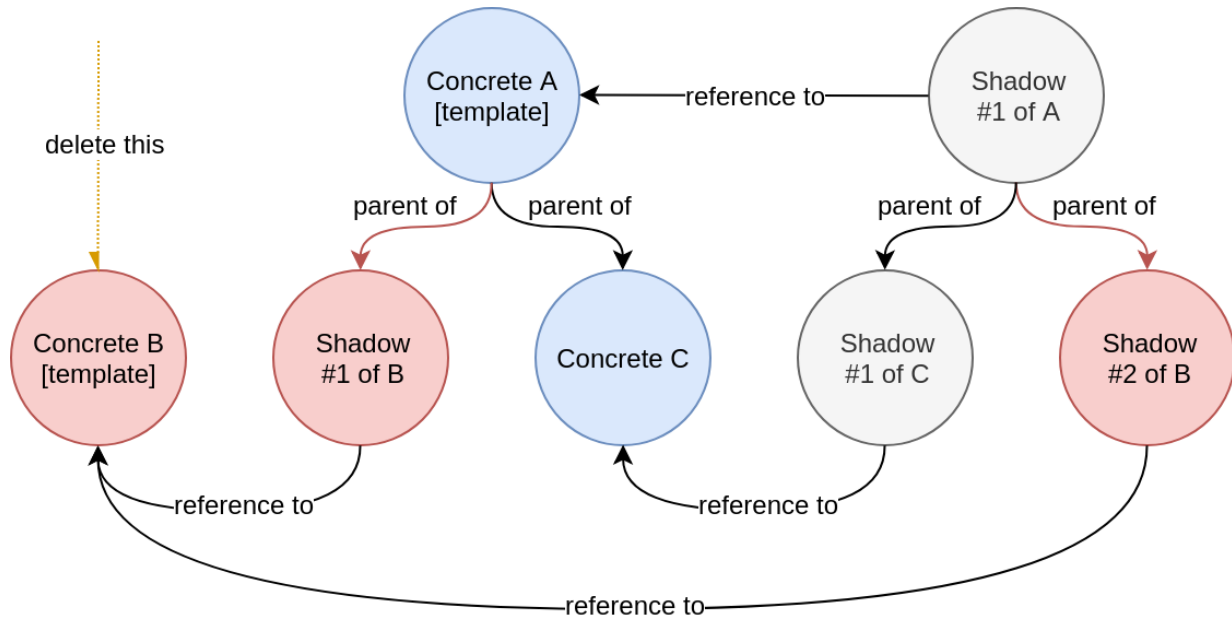 Concrete A
[template]
reference to
Shadow
#1 of A
delete this
parent of
parent of
parent of
parent of
Concrete B
[template]
Shadow
#1 of B
Concrete C
Shadow
#1 of C
Shadow
#2 of B
reference to
reference to
reference to